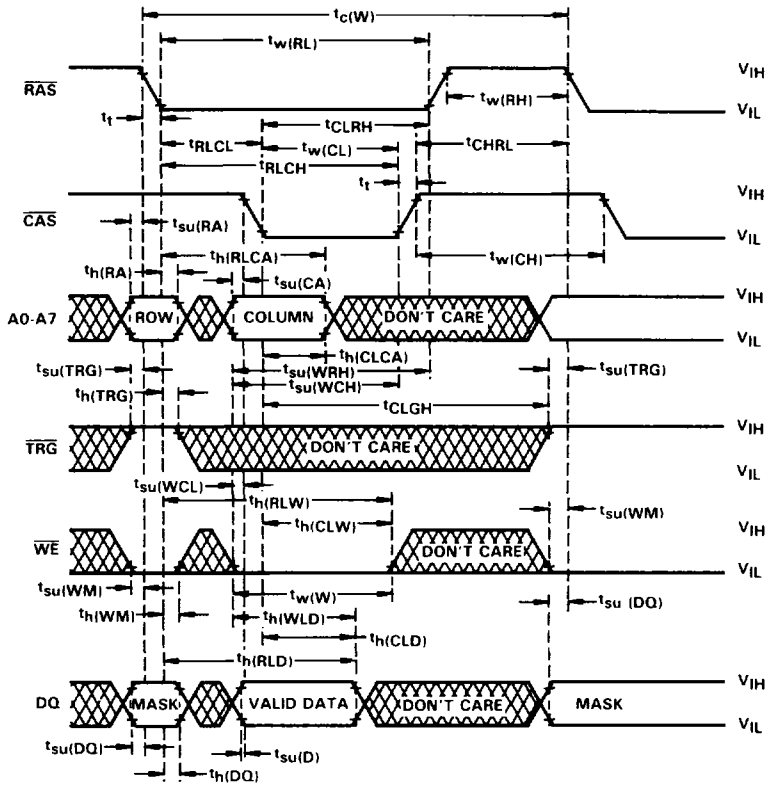 tc(W)
tw(RL)
RAS
VIH
VIL
tw(RH)
tt
tCLRH
tRLCL
tw(CL)
tCHRL
tRLCH
tt
CAS
VIH
VIL
tsu(RA)
tw(CH)
th(RLCA)
th(RA)
tsu(CA)
A0-A7
ROW
COLUMN
DON'T CARE
VIH
VIL
th(CLCA)
tsu(TRG)
tsu(WRH)
tsu(TRG)
th(TRG)
tsu(WCH)
tCLGH
TRG
DON'T CARE
VIH
VIL
tsu(WCL)
th(RLW)
tsu(WM)
th(CLW)
WE
DON'T CARE
VIH
VIL
tsu(WM)
tw(W)
th(WM)
th(WLD)
tsu (DQ)
th(CLD)
th(RLD)
DQ
MASK
VALID DATA
DON'T CARE
MASK
VIH
VIL
tsu(DQ)
tsu(D)
th(DQ)